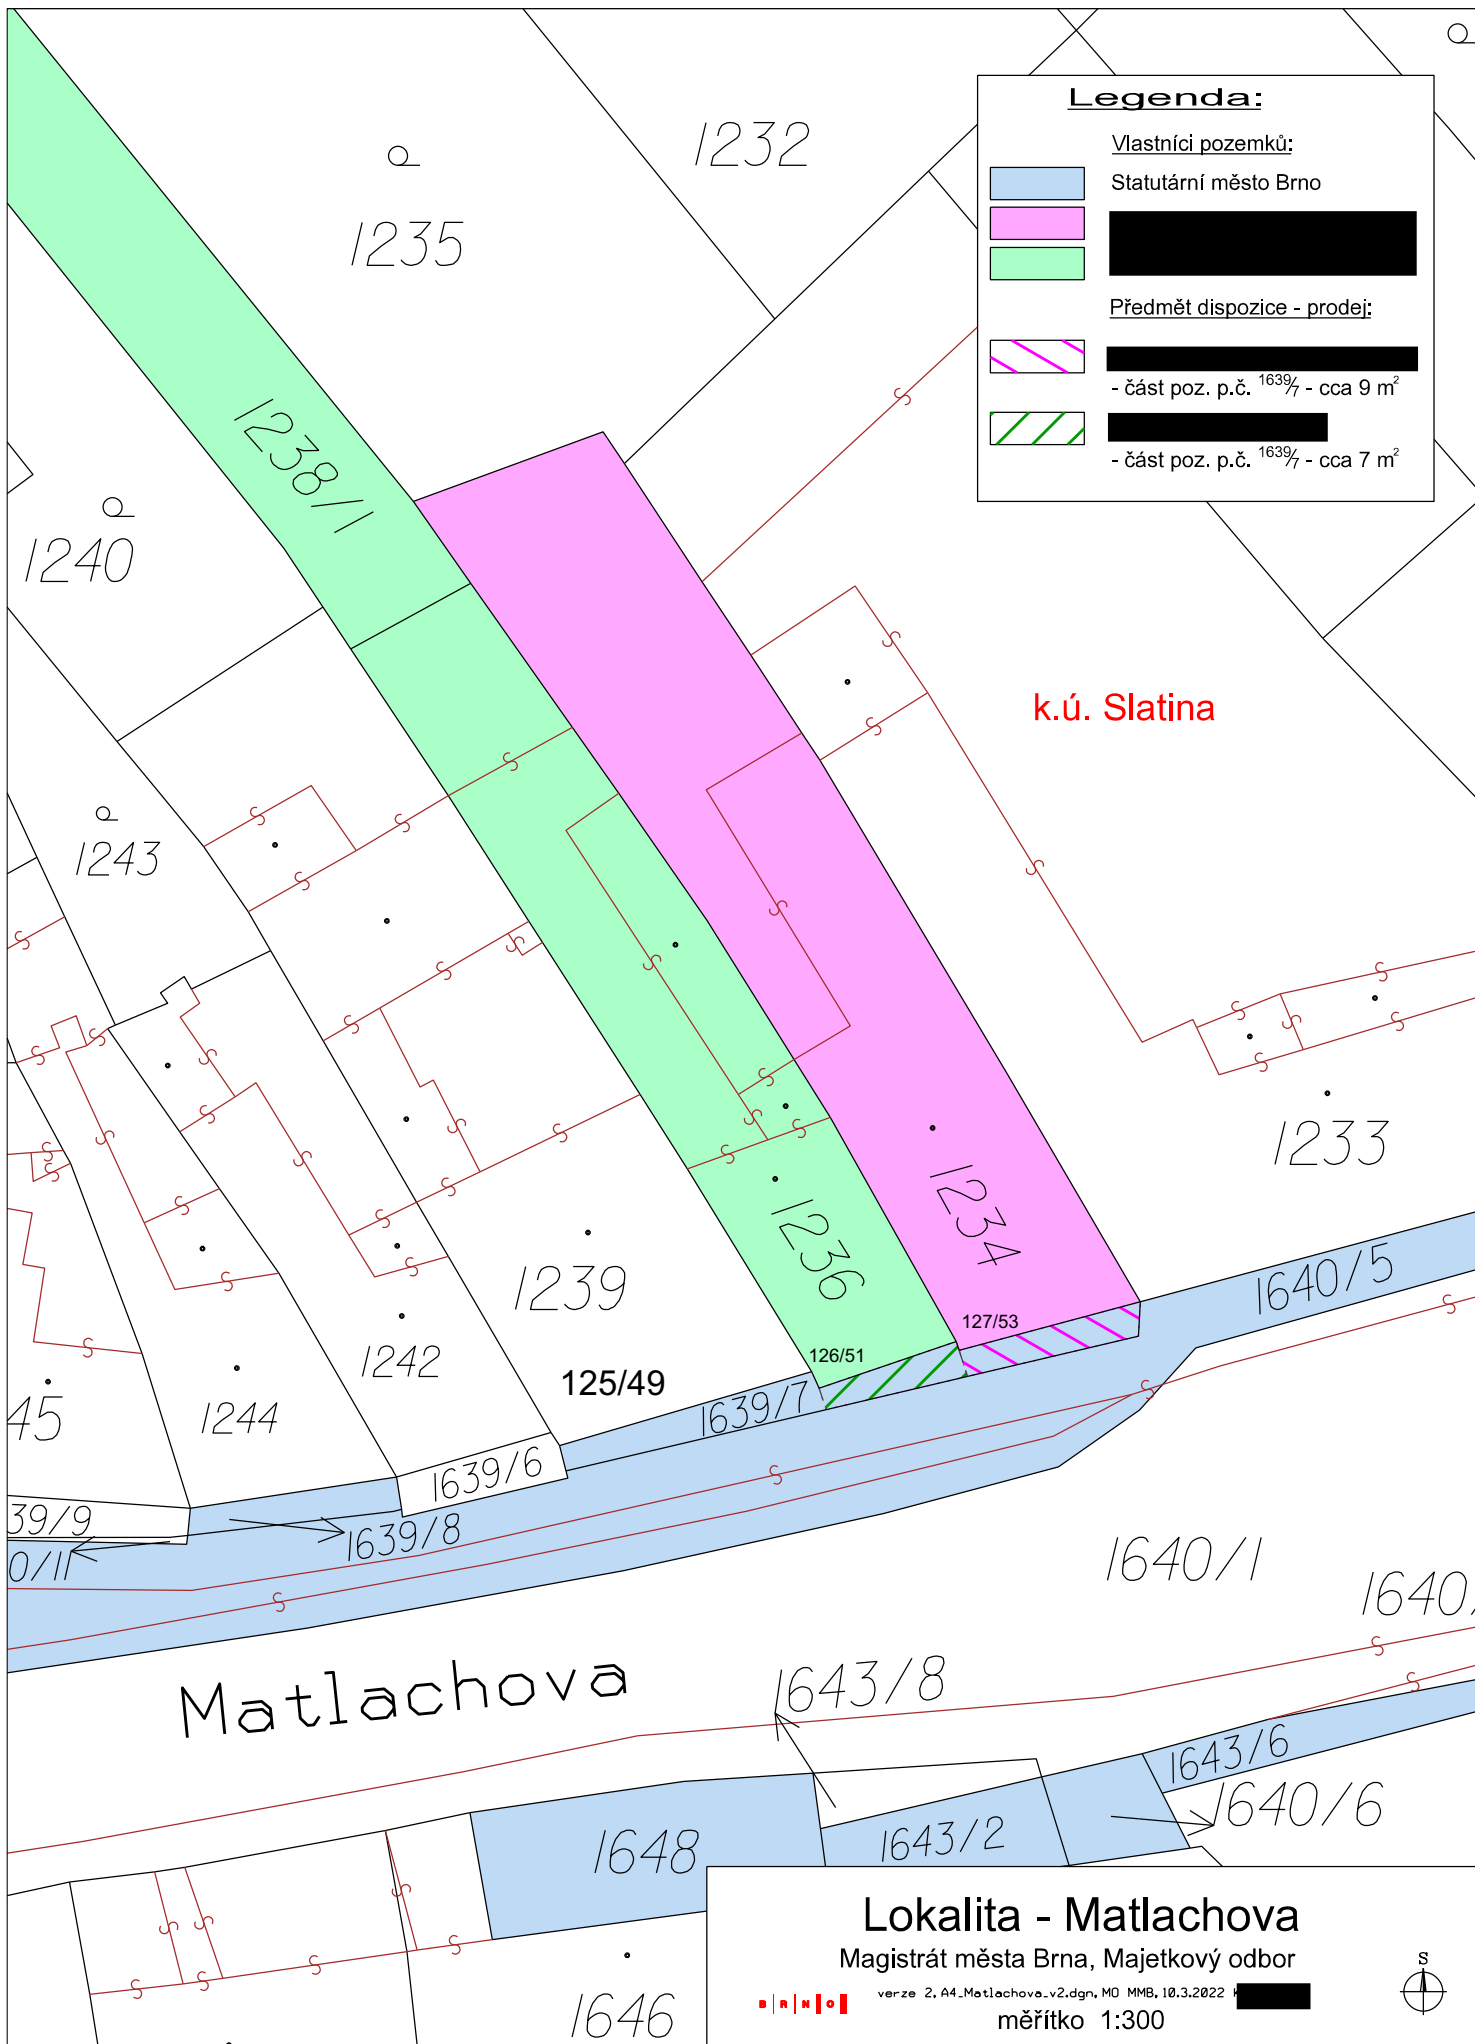 Legenda:
Vlastníci pozemků:
Statutární město Brno
Předmět dispozice - prodej:
- část poz. p.č. 1639/7 - cca 9 m²
- část poz. p.č. 1639/7 - cca 7 m²
1232
1235
1238/1
1240
k.ú. Slatina
1243
1233
1234
1236
1239
1640/5
127/53
126/51
1242
125/49
1639/7
45
1244
1639/6
39/9
1639/8
0/11
1640/1
1640/
Matlachova
1643/8
1643/6
1640/6
1648
1643/2
1646
Lokalita - Matlachova
Magistrát města Brna, Majetkový odbor
verze 2, A4_Matlachova_v2.dgn, MO MMB, 10.3.2022
BRNO
měřítko 1:300
S